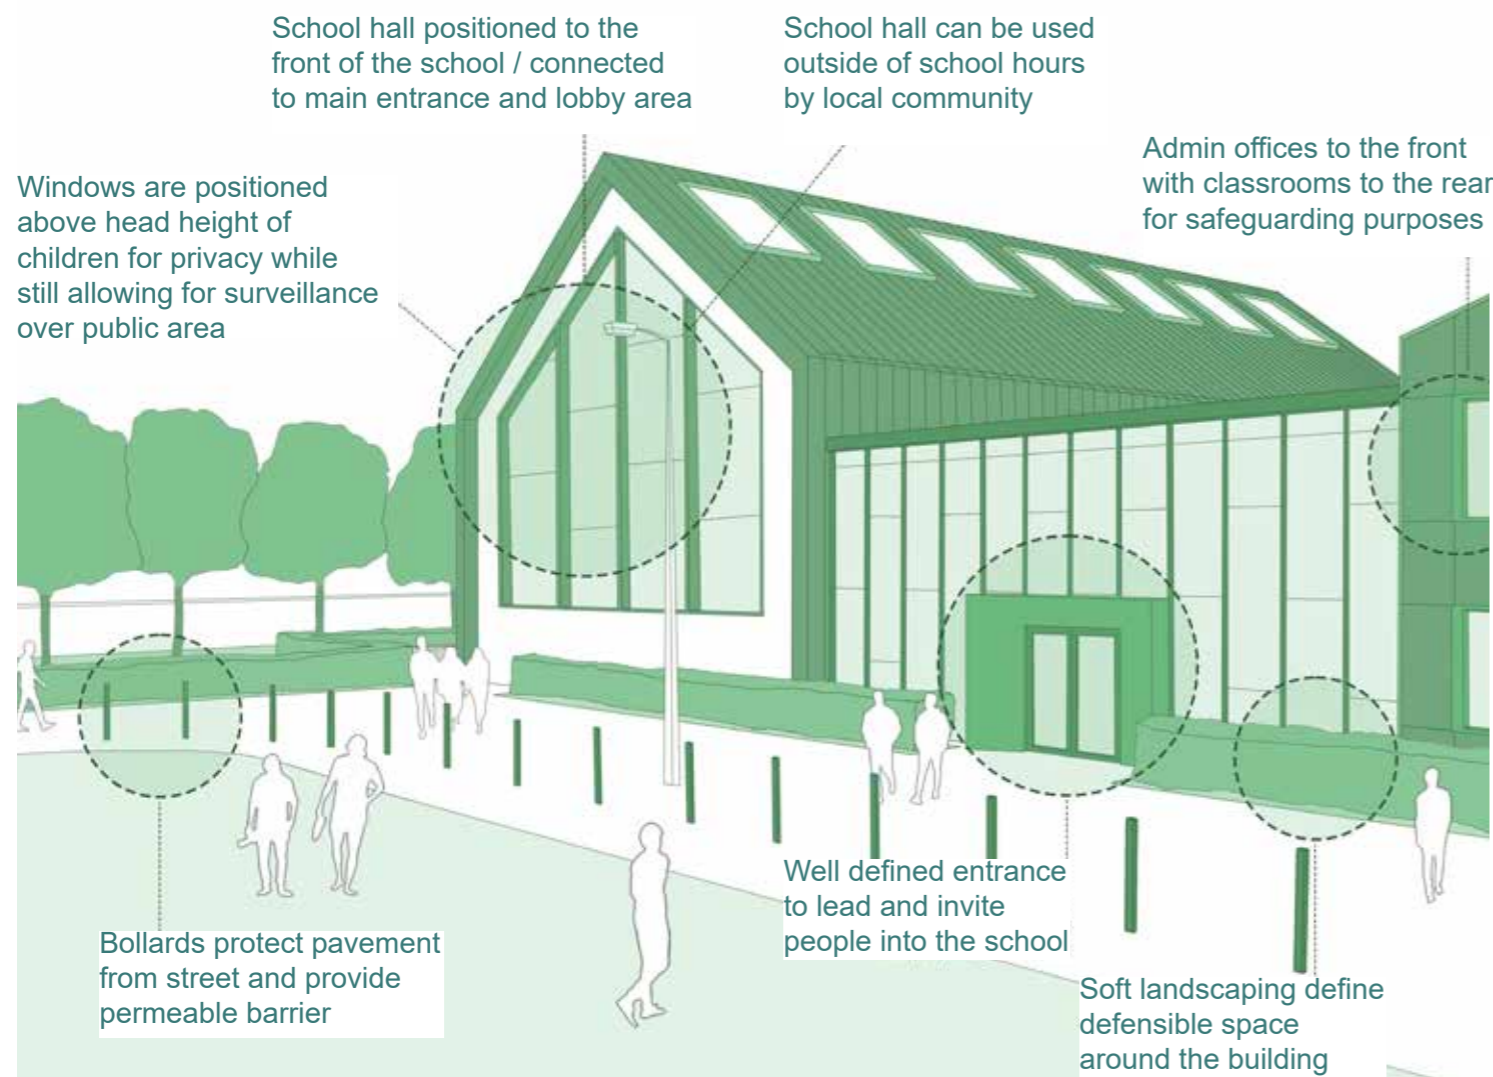 School hall positioned to the
front of the school / connected
to main entrance and lobby area
School hall can be used
outside of school hours
by local community
Admin offices to the front
with classrooms to the rear
for safeguarding purposes
Windows are positioned
above head height of
children for privacy while
still allowing for surveillance
over public area
Well defined entrance
to lead and invite
people into the school
Bollards protect pavement
from street and provide
permeable barrier
Soft landscaping define
defensible space
around the building